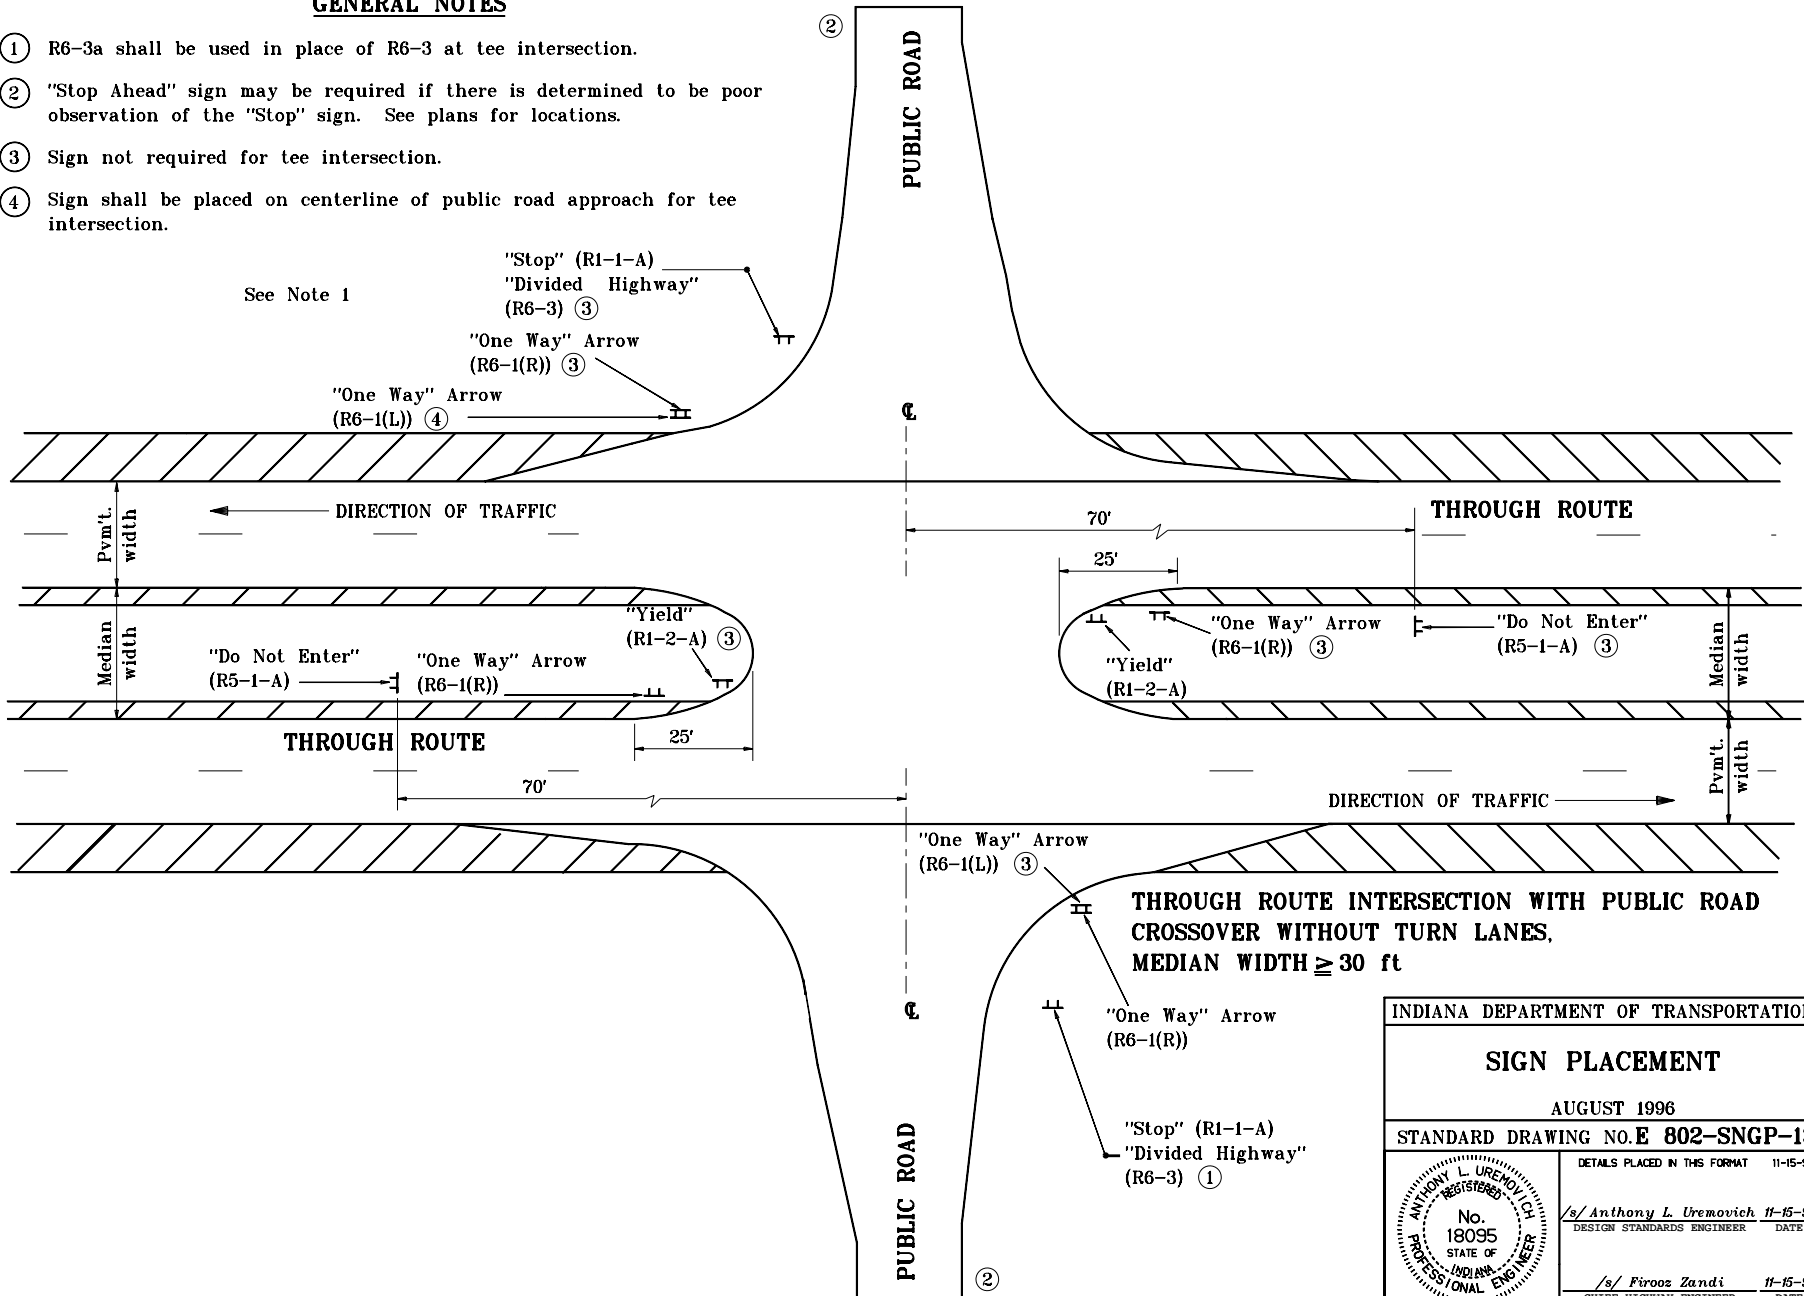 GENERAL NOTES
1 R6-3a shall be used in place of R6-3 at tee intersection.
2 "Stop Ahead" sign may be required if there is determined to be poor
observation of the "Stop" sign. See plans for locations.
3 Sign not required for tee intersection.
4 Sign shall be placed on centerline of public road approach for tee
intersection.
2
PUBLIC ROAD
See Note 1
"Stop" (R1-1-A)
"Divided Highway"
(R6-3) 3
"One Way" Arrow
(R6-1(R)) 3
"One Way" Arrow
(R6-1(L)) 4
℄
DIRECTION OF TRAFFIC
THROUGH ROUTE
70'
Pvm't.
width
25'
"Yield"
(R1-2-A) 3
"One Way" Arrow
(R6-1(R)) 3
"Do Not Enter"
(R5-1-A) 3
Median
width
"Do Not Enter"
(R5-1-A)
"One Way" Arrow
(R6-1(R))
"Yield"
(R1-2-A)
Median
width
THROUGH ROUTE
25'
70'
Pvm't.
width
DIRECTION OF TRAFFIC
"One Way" Arrow
(R6-1(L)) 3
THROUGH ROUTE INTERSECTION WITH PUBLIC ROAD
CROSSOVER WITHOUT TURN LANES,
MEDIAN WIDTH ≥ 30 ft
℄
"One Way" Arrow
(R6-1(R))
"Stop" (R1-1-A)
"Divided Highway"
(R6-3) 1
PUBLIC ROAD
2
INDIANA DEPARTMENT OF TRANSPORTATION
SIGN PLACEMENT
AUGUST 1996
STANDARD DRAWING NO. E 802-SNGP-1
DETAILS PLACED IN THIS FORMAT 11-15-
ANTHONY L. UREMOVICH
REGISTERED
No.
18095
STATE OF
INDIANA
PROFESSIONAL ENGINEER
/s/ Anthony L. Uremovich 11-15-
DESIGN STANDARDS ENGINEER DATE
/s/ Firooz Zandi 11-15-
CHIEF HIGHWAY ENGINEER DATE